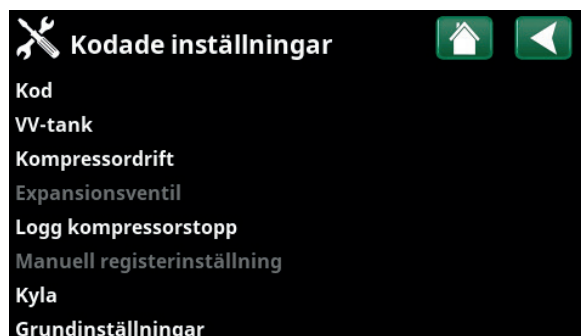 Kodade inställningar
Kod
VV-tank
Kompressordrift
Expansionsventil
Logg kompressorstopp
Manuell registerinställning
Kyla
Grundinställningar